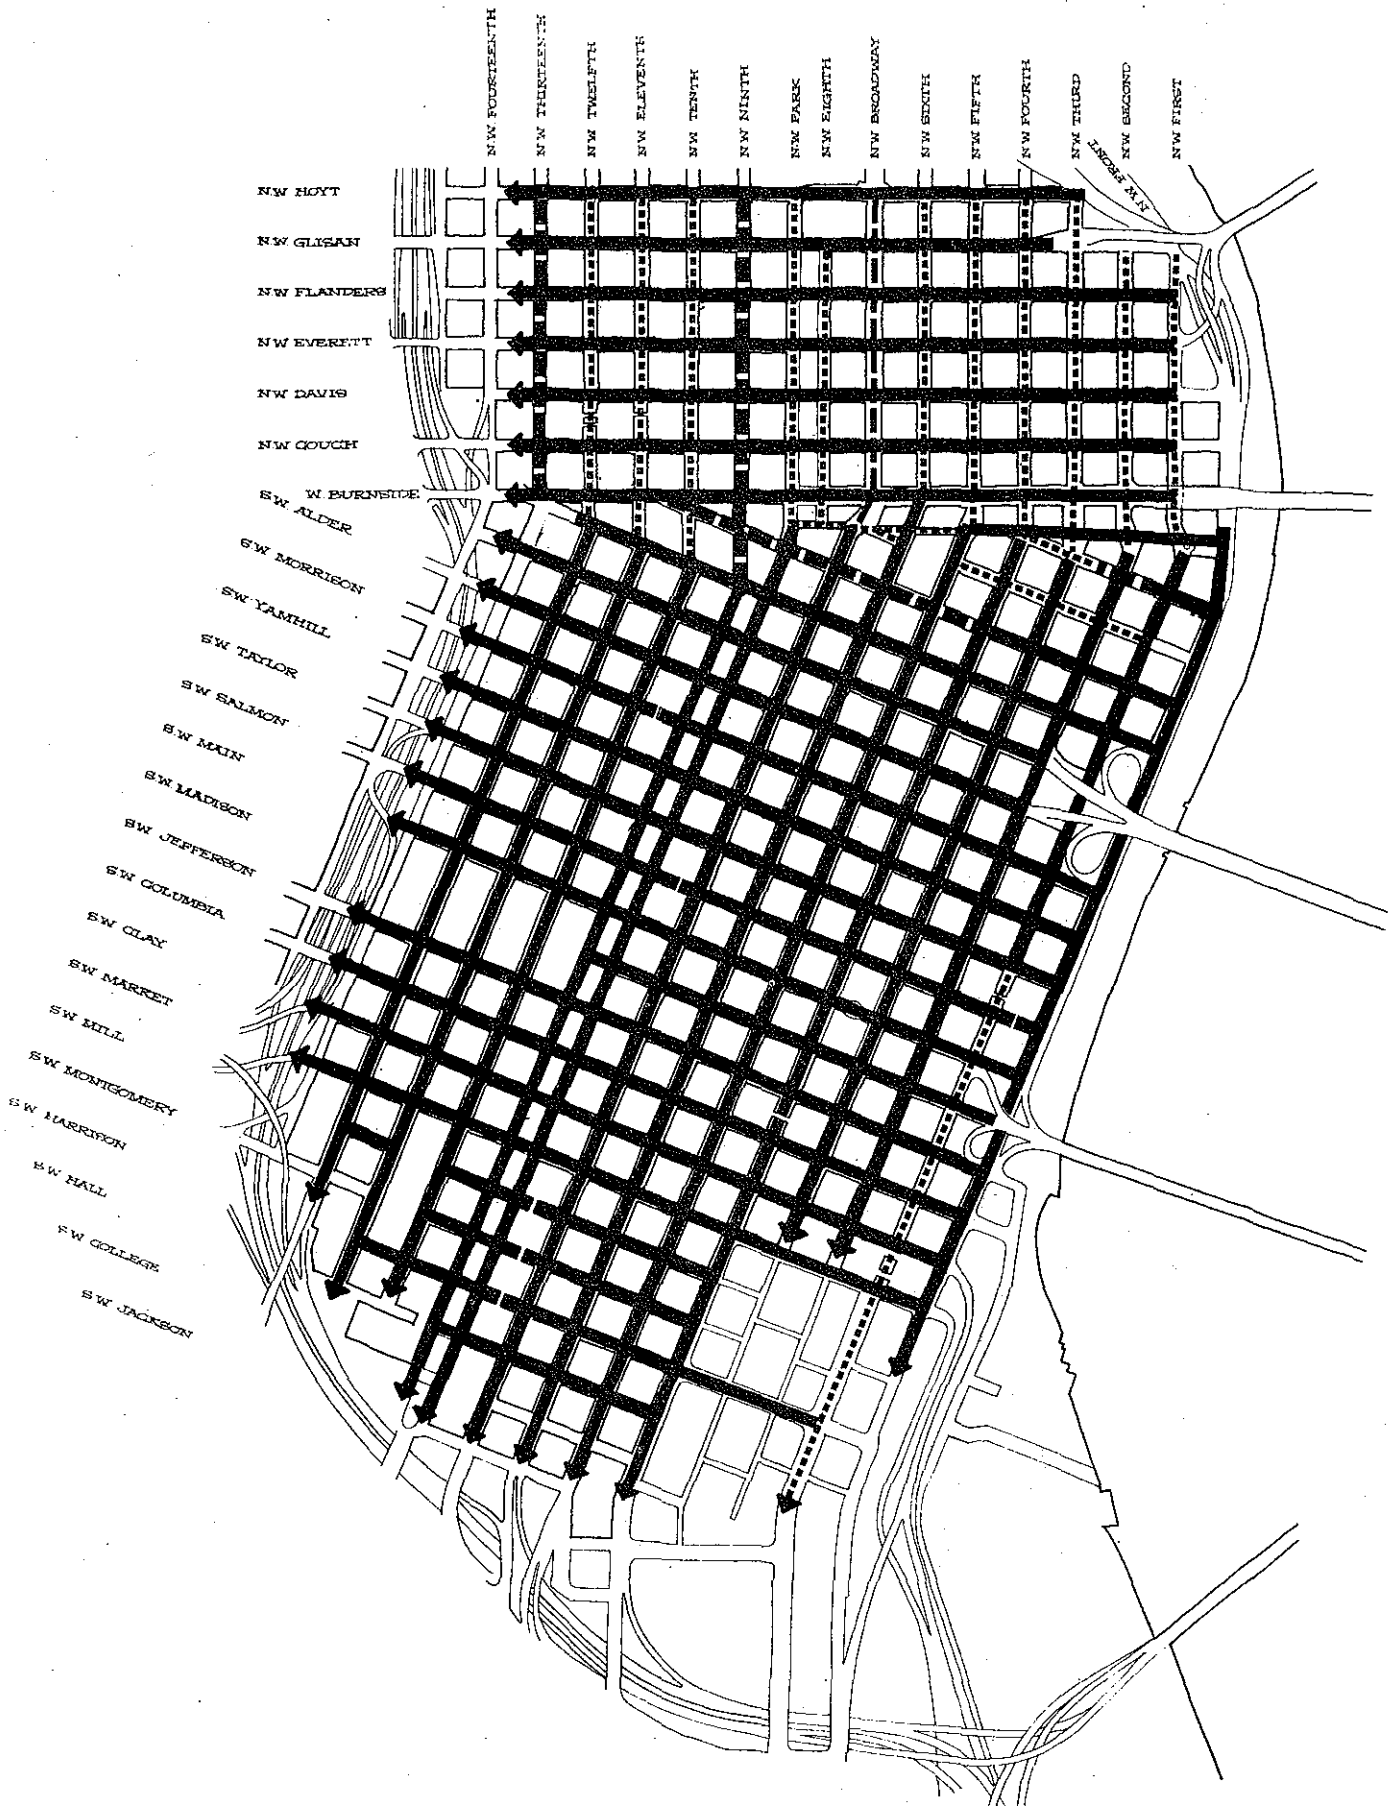 N.W. FOURTEENTH
NW THIRTEENTH
NW TWELFTH
NW ELEVENTH
NW TENTH
NW NINTH
NW PARK
NW EIGHTH
NW BROADWAY
NW SIXTH
NW FIFTH
NW FOURTH
NW THIRD
NW SECOND
NW FIRST
NW FRONT
NW HOYT
NW GLISAN
NW FLANDERS
NW EVERETT
NW DAVIS
NW COUCH
W. BURNSIDE
SW ALDER
SW MORRISON
SW YAMHILL
SW TAYLOR
SW SALMON
SW MAIN
SW MADISON
SW JEFFERSON
SW COLUMBIA
SW CLAY
SW MARKET
SW MILL
SW MONTGOMERY
SW HARRISON
SW HALL
SW COLLEGE
SW JACKSON